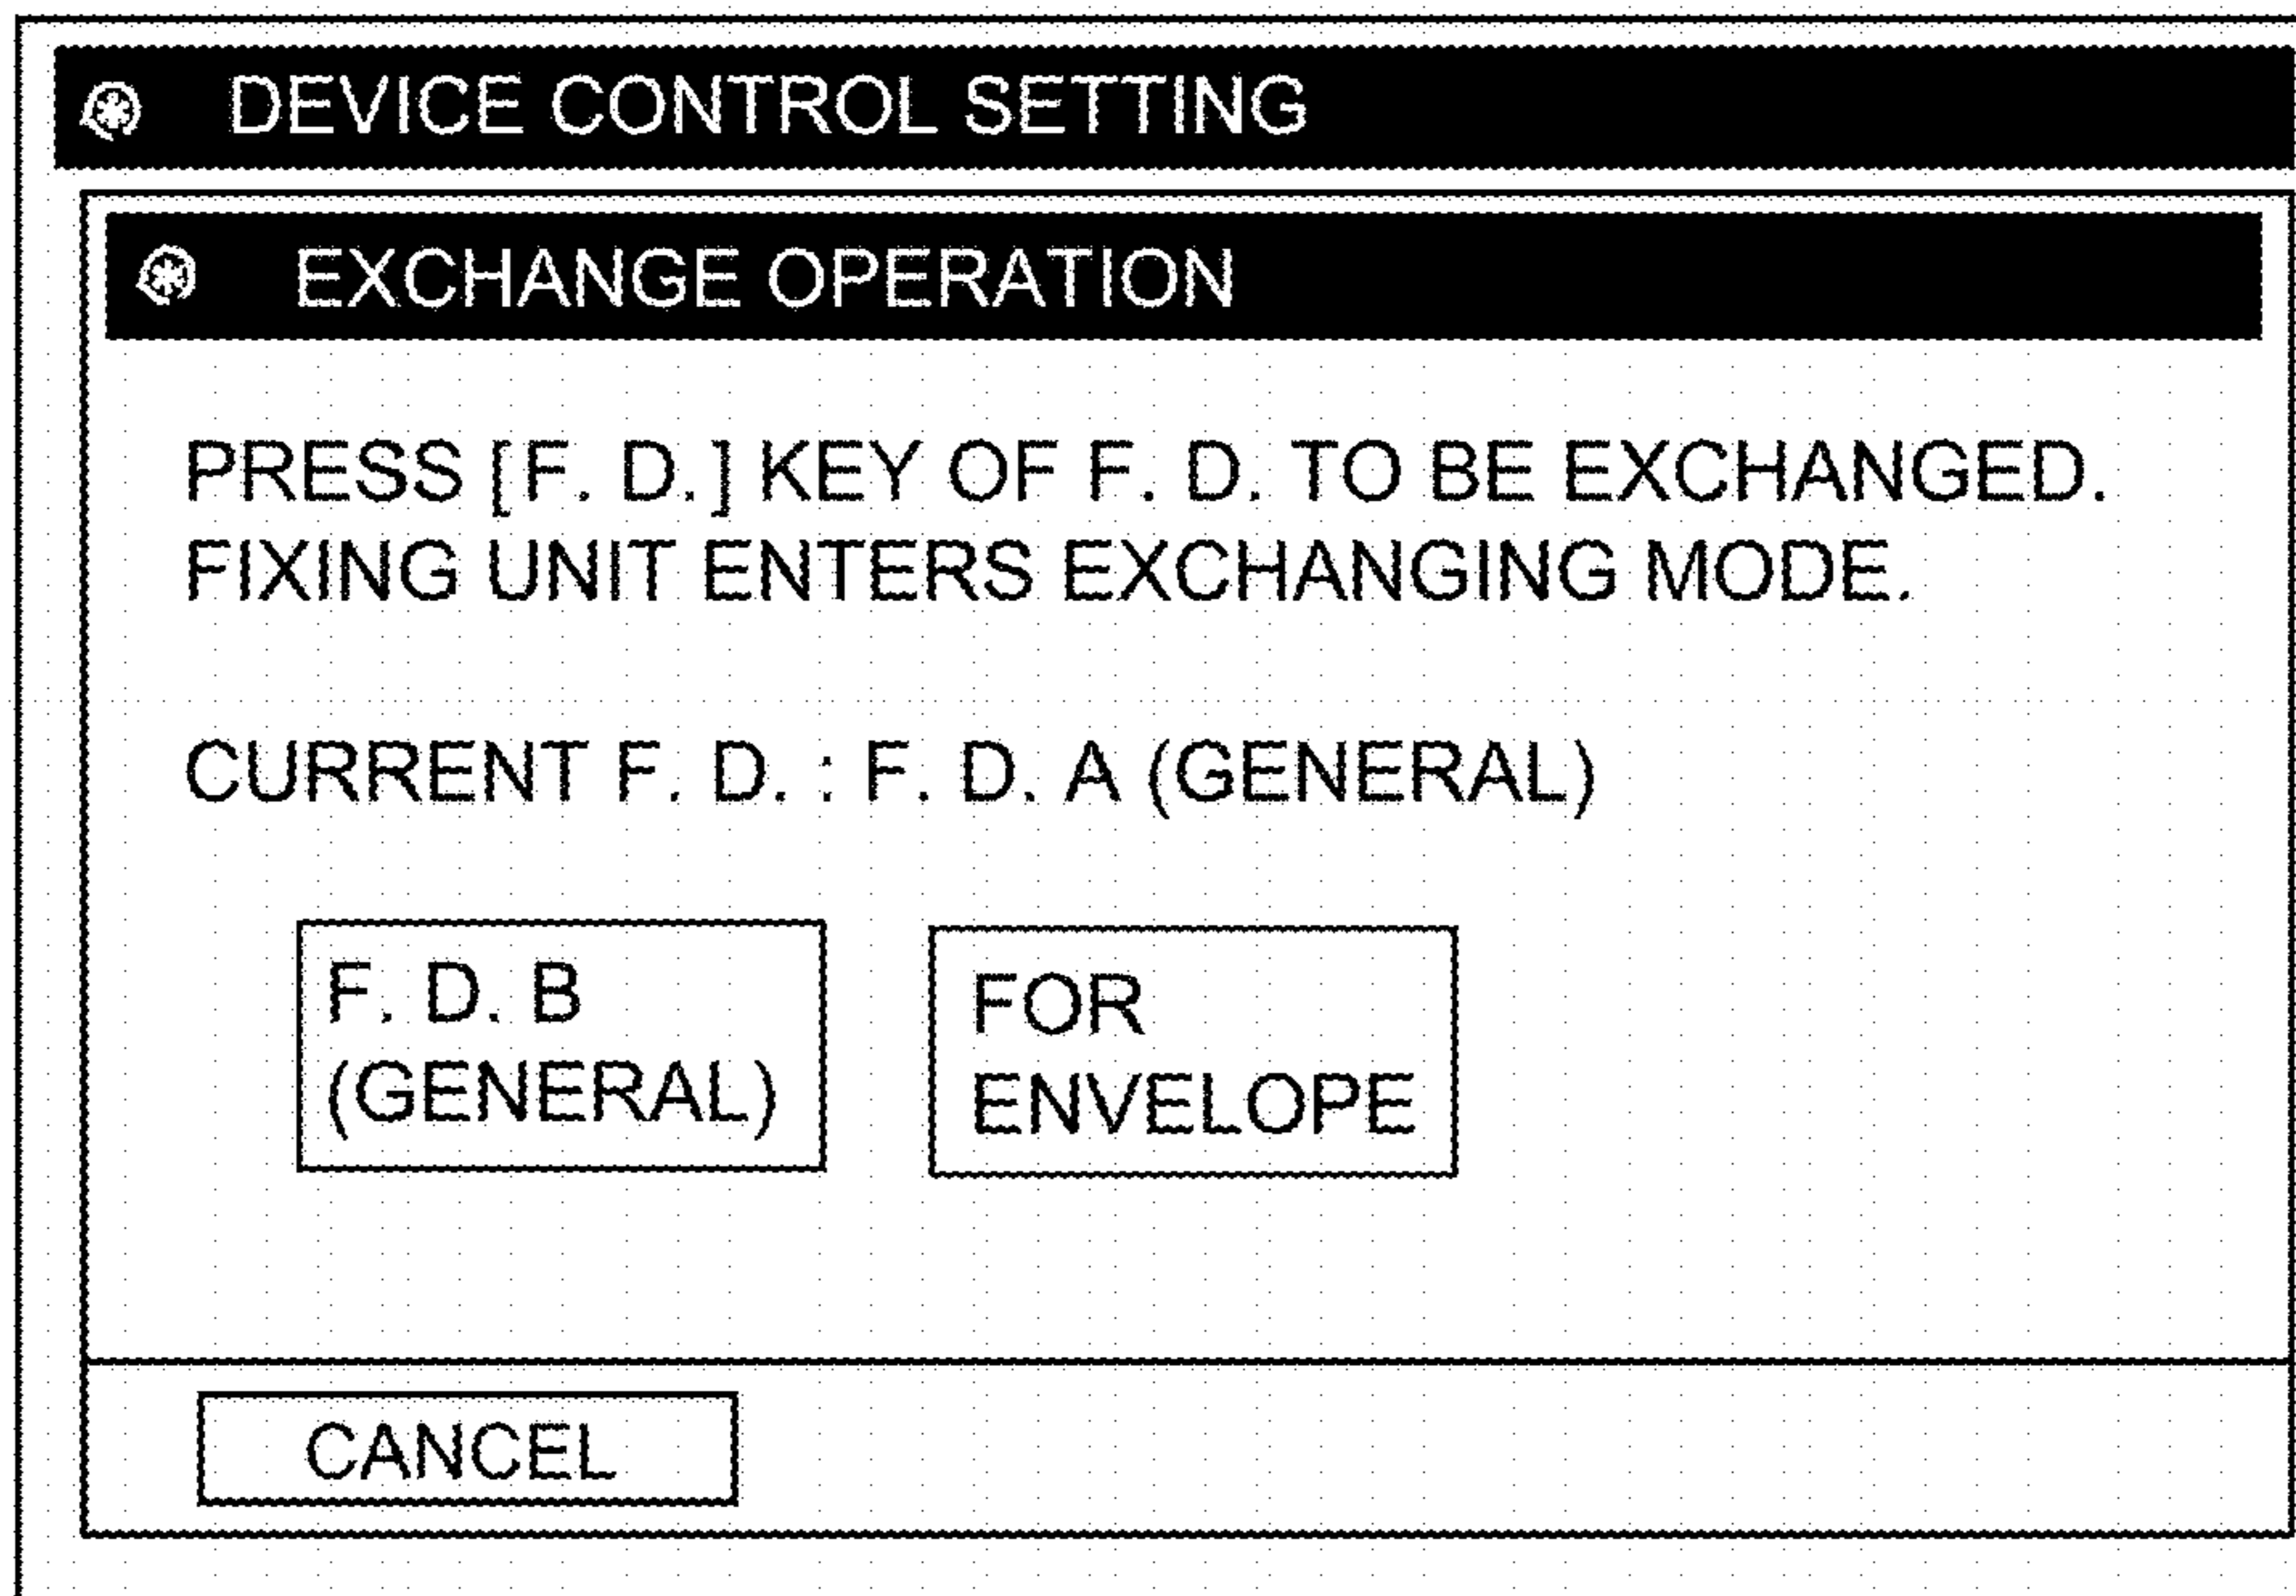 DEVICE CONTROL SETTING
EXCHANGE OPERATION
PRESS [F. D.] KEY OF F. D. TO BE EXCHANGED.
FIXING UNIT ENTERS EXCHANGING MODE.
CURRENT F. D. : F. D. A (GENERAL)
F. D. B
(GENERAL)
FOR
ENVELOPE
CANCEL